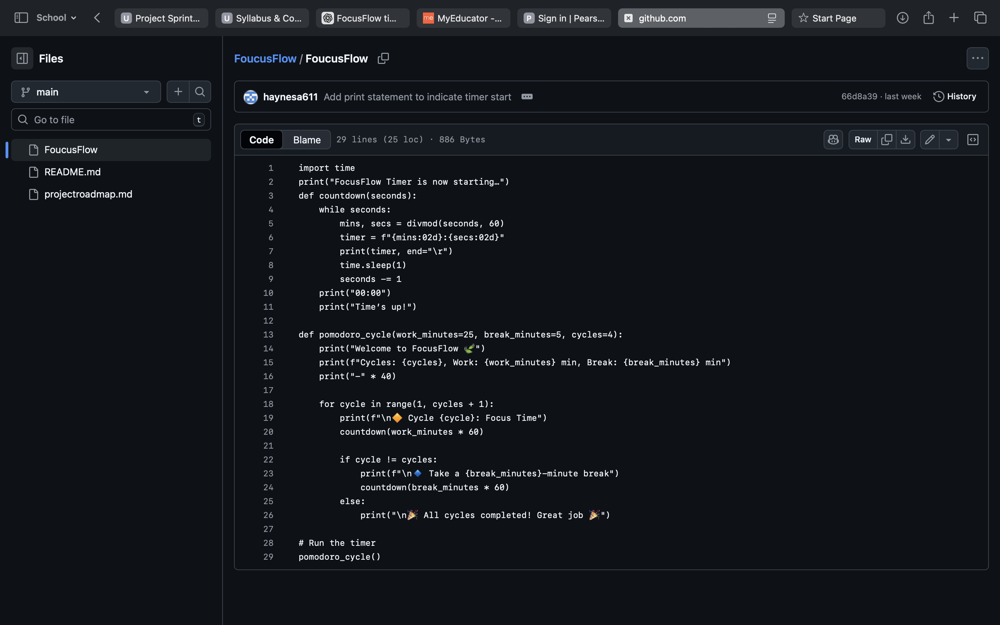 School
Project Sprint...
Syllabus & Co...
FocusFlow ti...
me MyEducator -...
Sign in | Pears...
github.com
Start Page
Files
FoucusFlow / FoucusFlow
main
haynesa611 Add print statement to indicate timer start
66d8a39 · last week
History
Go to file
t
Code
Blame
29 lines (25 loc) · 886 Bytes
Raw
FoucusFlow
README.md
projectroadmap.md
1 import time
2 print("FocusFlow Timer is now starting…")
3 def countdown(seconds):
4     while seconds:
5         mins, secs = divmod(seconds, 60)
6         timer = f"{mins:02d}:{secs:02d}"
7         print(timer, end="\r")
8         time.sleep(1)
9         seconds -= 1
10     print("00:00")
11     print("Time’s up!")
12
13 def pomodoro_cycle(work_minutes=25, break_minutes=5, cycles=4):
14     print("Welcome to FocusFlow 🌿")
15     print(f"Cycles: {cycles}, Work: {work_minutes} min, Break: {break_minutes} min")
16     print("-" * 40)
17
18     for cycle in range(1, cycles + 1):
19         print(f"\n🔶 Cycle {cycle}: Focus Time")
20         countdown(work_minutes * 60)
21
22         if cycle != cycles:
23             print(f"\n🔹 Take a {break_minutes}-minute break")
24             countdown(break_minutes * 60)
25         else:
26             print("\n🎉 All cycles completed! Great job 🎉")
27
28 # Run the timer
29 pomodoro_cycle()